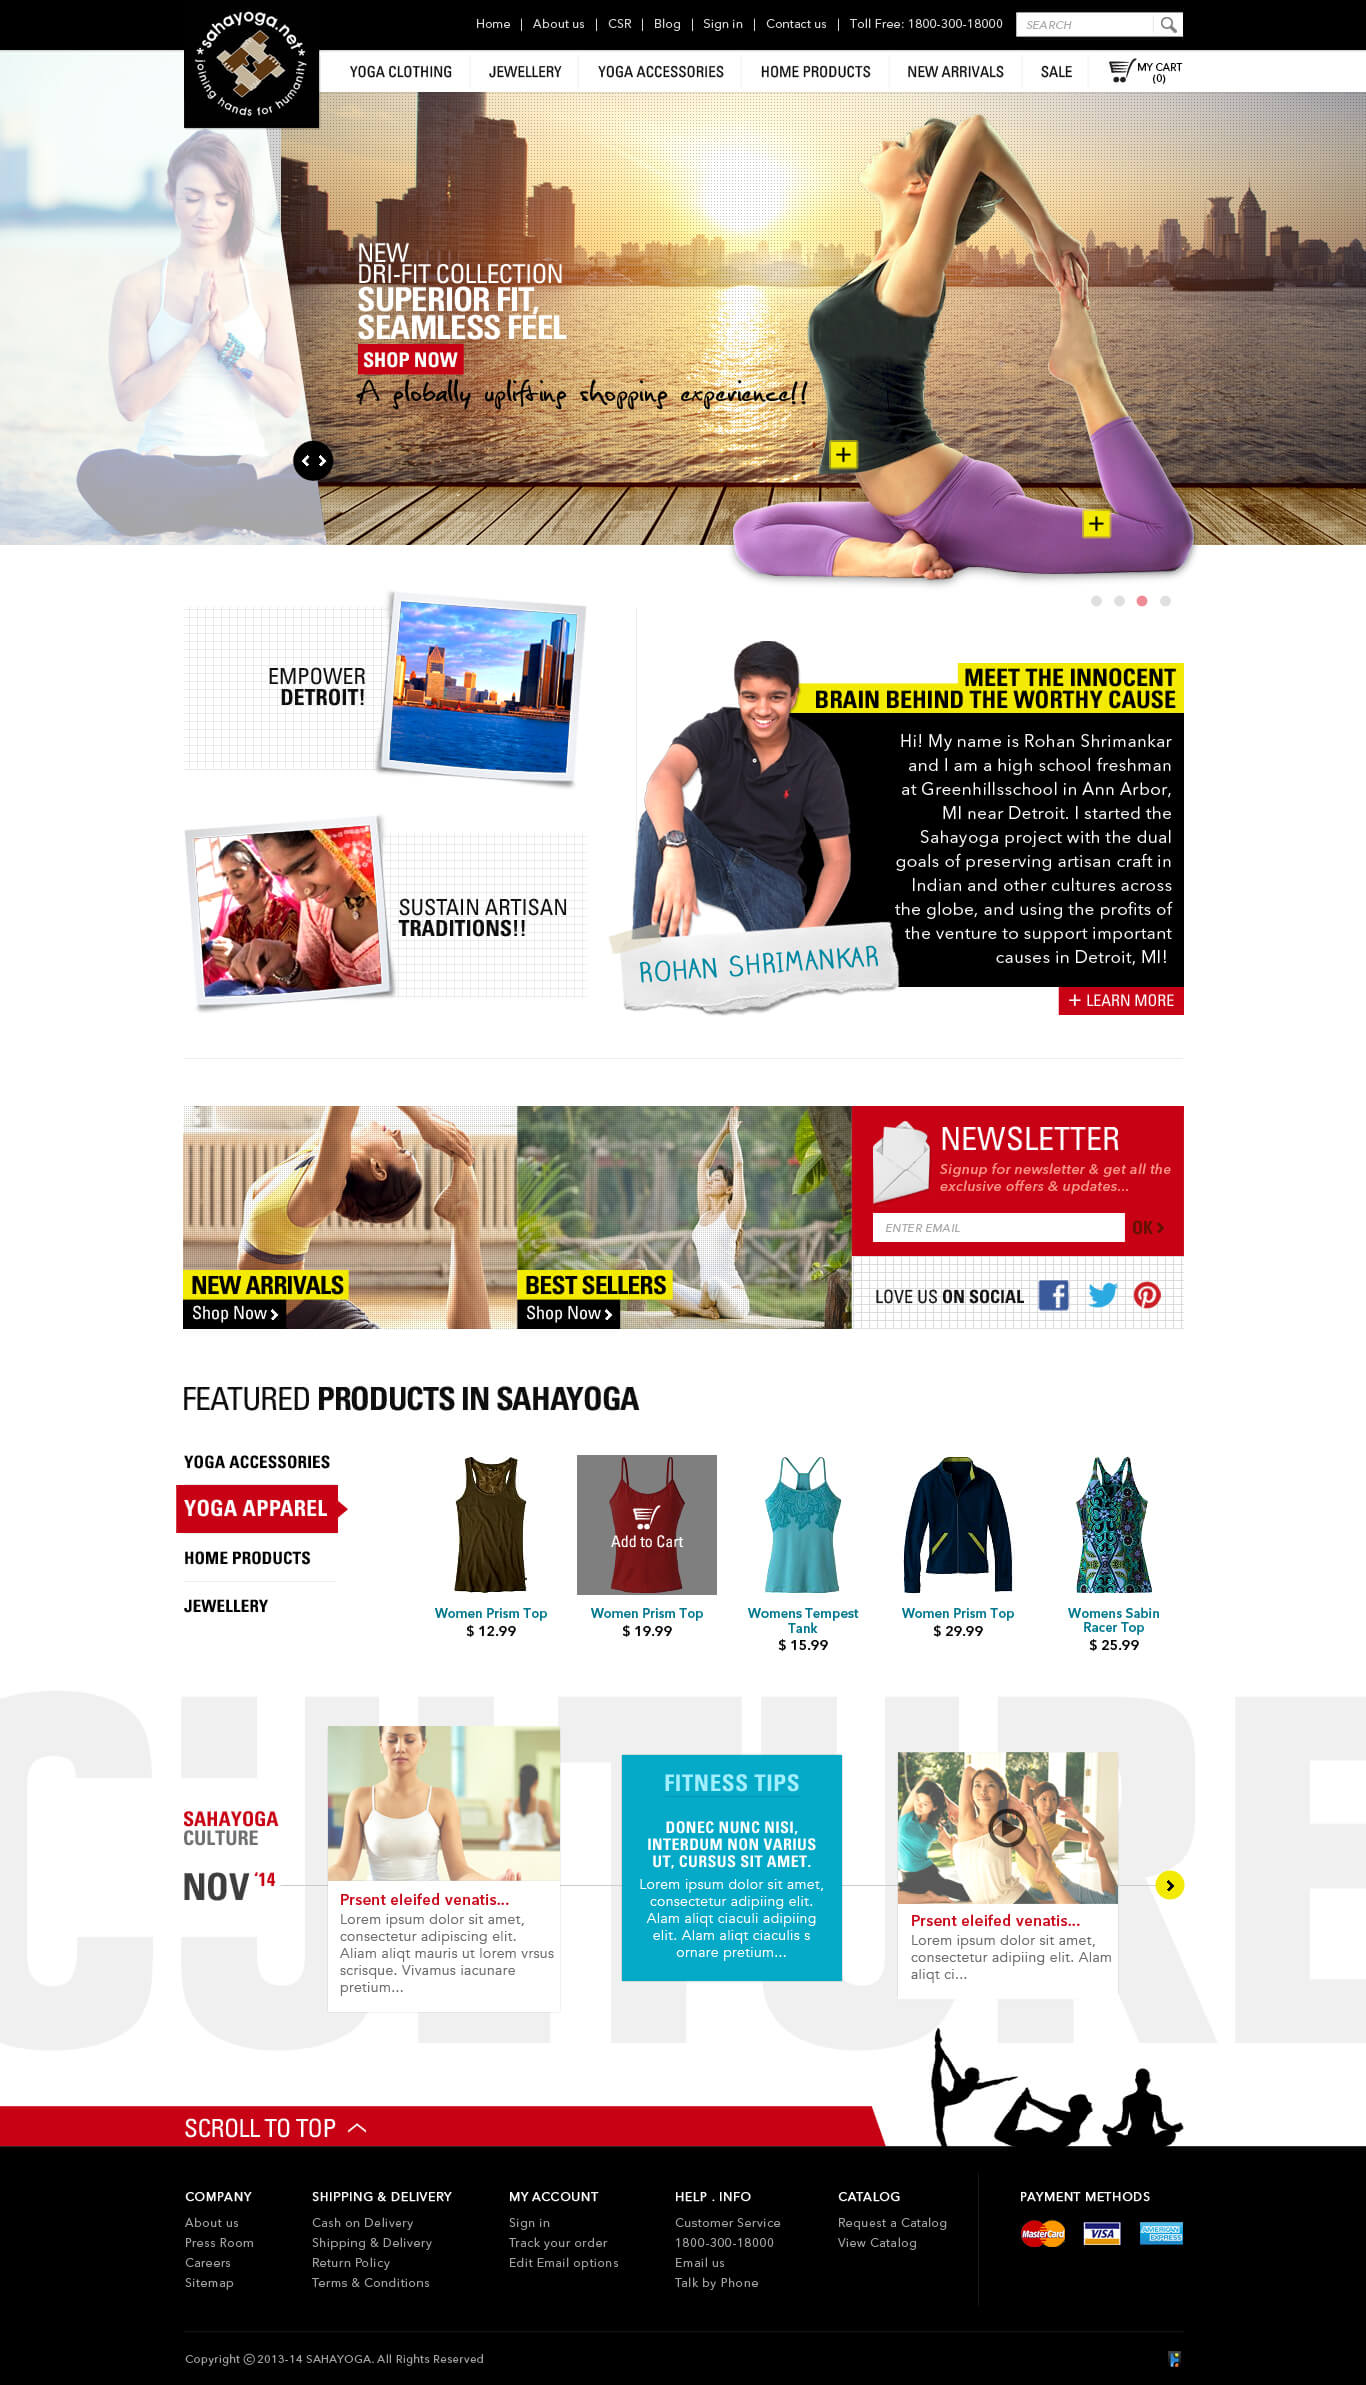 sahayoga.net
joining hands for humanity
Home | About us | CSR | Blog | Sign in | Contact us | Toll Free: 1800-300-18000
SEARCH
YOGA CLOTHING
JEWELLERY
YOGA ACCESSORIES
HOME PRODUCTS
NEW ARRIVALS
SALE
MY CART
(0)
NEW
DRI-FIT COLLECTION
SUPERIOR FIT,
SEAMLESS FEEL
SHOP NOW
A globally uplifting shopping experience!!
EMPOWER
DETROIT!
SUSTAIN ARTISAN
TRADITIONS!!
MEET THE INNOCENT
BRAIN BEHIND THE WORTHY CAUSE
Hi! My name is Rohan Shrimankar
and I am a high school freshman
at Greenhillsschool in Ann Arbor,
MI near Detroit. I started the
Sahayoga project with the dual
goals of preserving artisan craft in
Indian and other cultures across
the globe, and using the profits of
the venture to support important
causes in Detroit, MI!
ROHAN SHRIMANKAR
+ LEARN MORE
NEW ARRIVALS
Shop Now
BEST SELLERS
Shop Now
NEWSLETTER
Signup for newsletter & get all the
exclusive offers & updates...
ENTER EMAIL
OK
LOVE US ON SOCIAL
FEATURED PRODUCTS IN SAHAYOGA
YOGA ACCESSORIES
YOGA APPAREL
HOME PRODUCTS
JEWELLERY
Add to Cart
Women Prism Top
$ 12.99
Women Prism Top
$ 19.99
Womens Tempest
Tank
$ 15.99
Women Prism Top
$ 29.99
Womens Sabin
Racer Top
$ 25.99
CULTURE
SAHAYOGA
CULTURE
NOV '14
Prsent eleifed venatis...
Lorem ipsum dolor sit amet,
consectetur adipiscing elit.
Aliam aliqt mauris ut lorem vrsus
scrisque. Vivamus iacunare
pretium...
FITNESS TIPS
DONEC NUNC NISI,
INTERDUM NON VARIUS
UT, CURSUS SIT AMET.
Lorem ipsum dolor sit amet,
consectetur adipiing elit.
Alam aliqt ciaculi adipiing
elit. Alam aliqt ciaculis s
ornare pretium...
Prsent eleifed venatis...
Lorem ipsum dolor sit amet,
consectetur adipiing elit. Alam
aliqt ci...
SCROLL TO TOP
COMPANY
About us
Press Room
Careers
Sitemap
SHIPPING & DELIVERY
Cash on Delivery
Shipping & Delivery
Return Policy
Terms & Conditions
MY ACCOUNT
Sign in
Track your order
Edit Email options
HELP . INFO
Customer Service
1800-300-18000
Email us
Talk by Phone
CATALOG
Request a Catalog
View Catalog
PAYMENT METHODS
MasterCard
VISA
AMERICAN
EXPRESS
Copyright © 2013-14 SAHAYOGA. All Rights Reserved